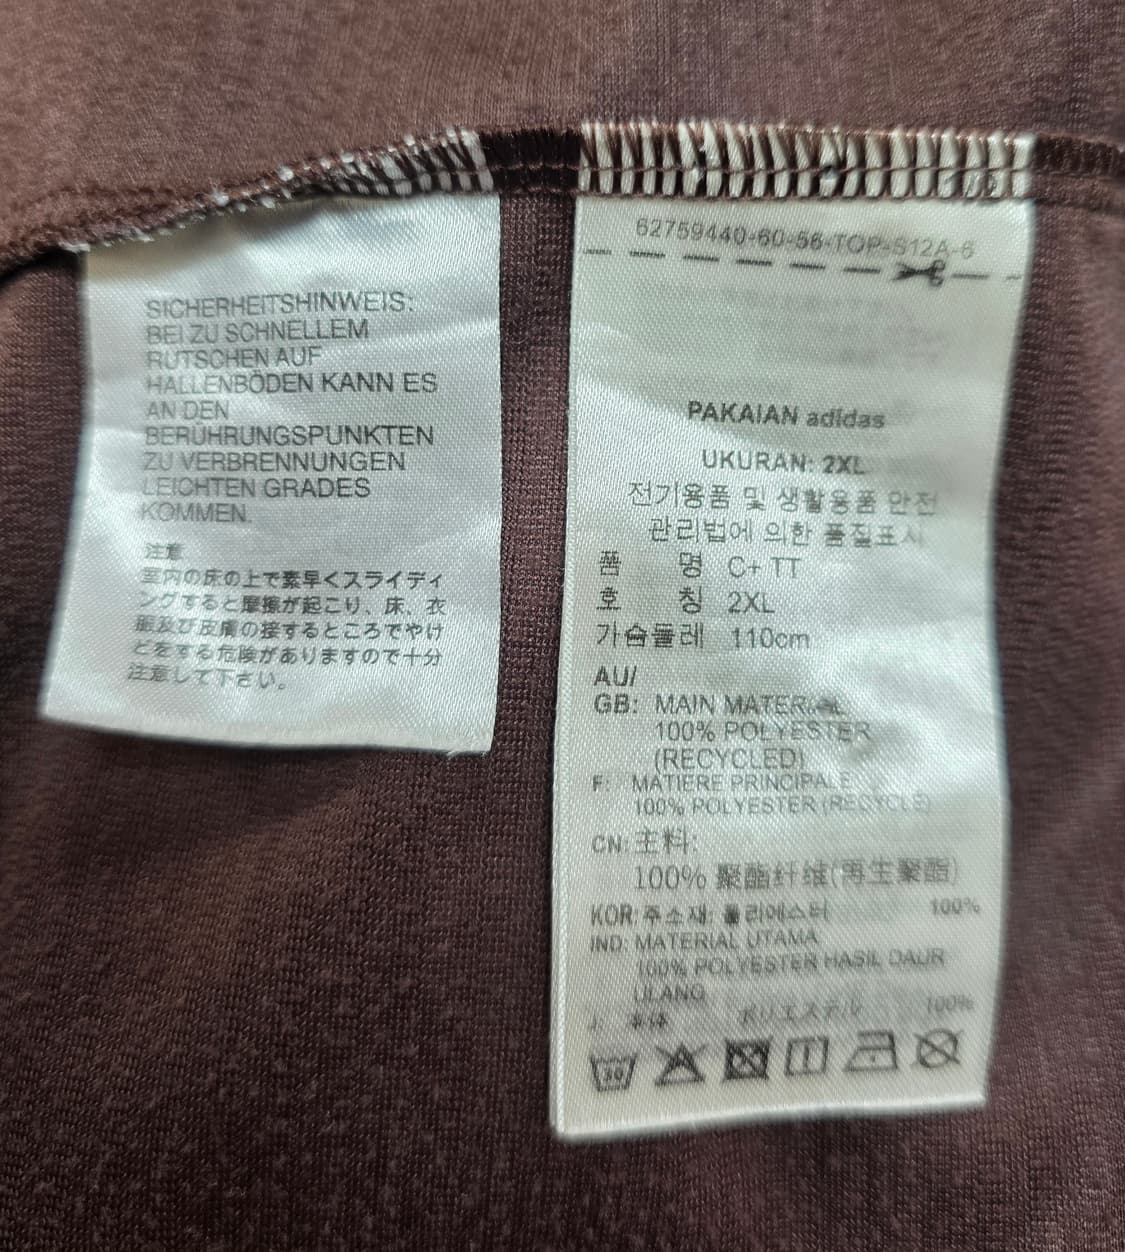 SICHERHEITSHINWEIS:
BEI ZU SCHNELLEM
RUTSCHEN AUF
HALLENBÖDEN KANN ES
AN DEN
BERÜHRUNGSPUNKTEN
ZU VERBRENNUNGEN
LEICHTEN GRADES
KOMMEN.
注意
室内の床の上で素早くスライディ
ングすると摩擦が起こり、床、衣
服及び皮膚の接するところでやけ
どをする危険がありますので十分
注意して下さい。
62759440-60-56-TOP-S12A-6
PAKAIAN adidas
UKURAN: 2XL
전기용품 및 생활용품 안전
관리법에 의한 품질표시
품 명 C+ TT
호 칭 2XL
가슴둘레 110cm
AU/
GB: MAIN MATERIAL
100% POLYESTER
(RECYCLED)
F: MATIERE PRINCIPALE
100% POLYESTER (RECYCLE)
CN: 主料:
100% 聚酯纤维(再生聚酯)
KOR: 주소재: 폴리에스터 100%
IND: MATERIAL UTAMA
100% POLYESTER HASIL DAUR
ULANG
J: 本体 ポリエステル 100%
30